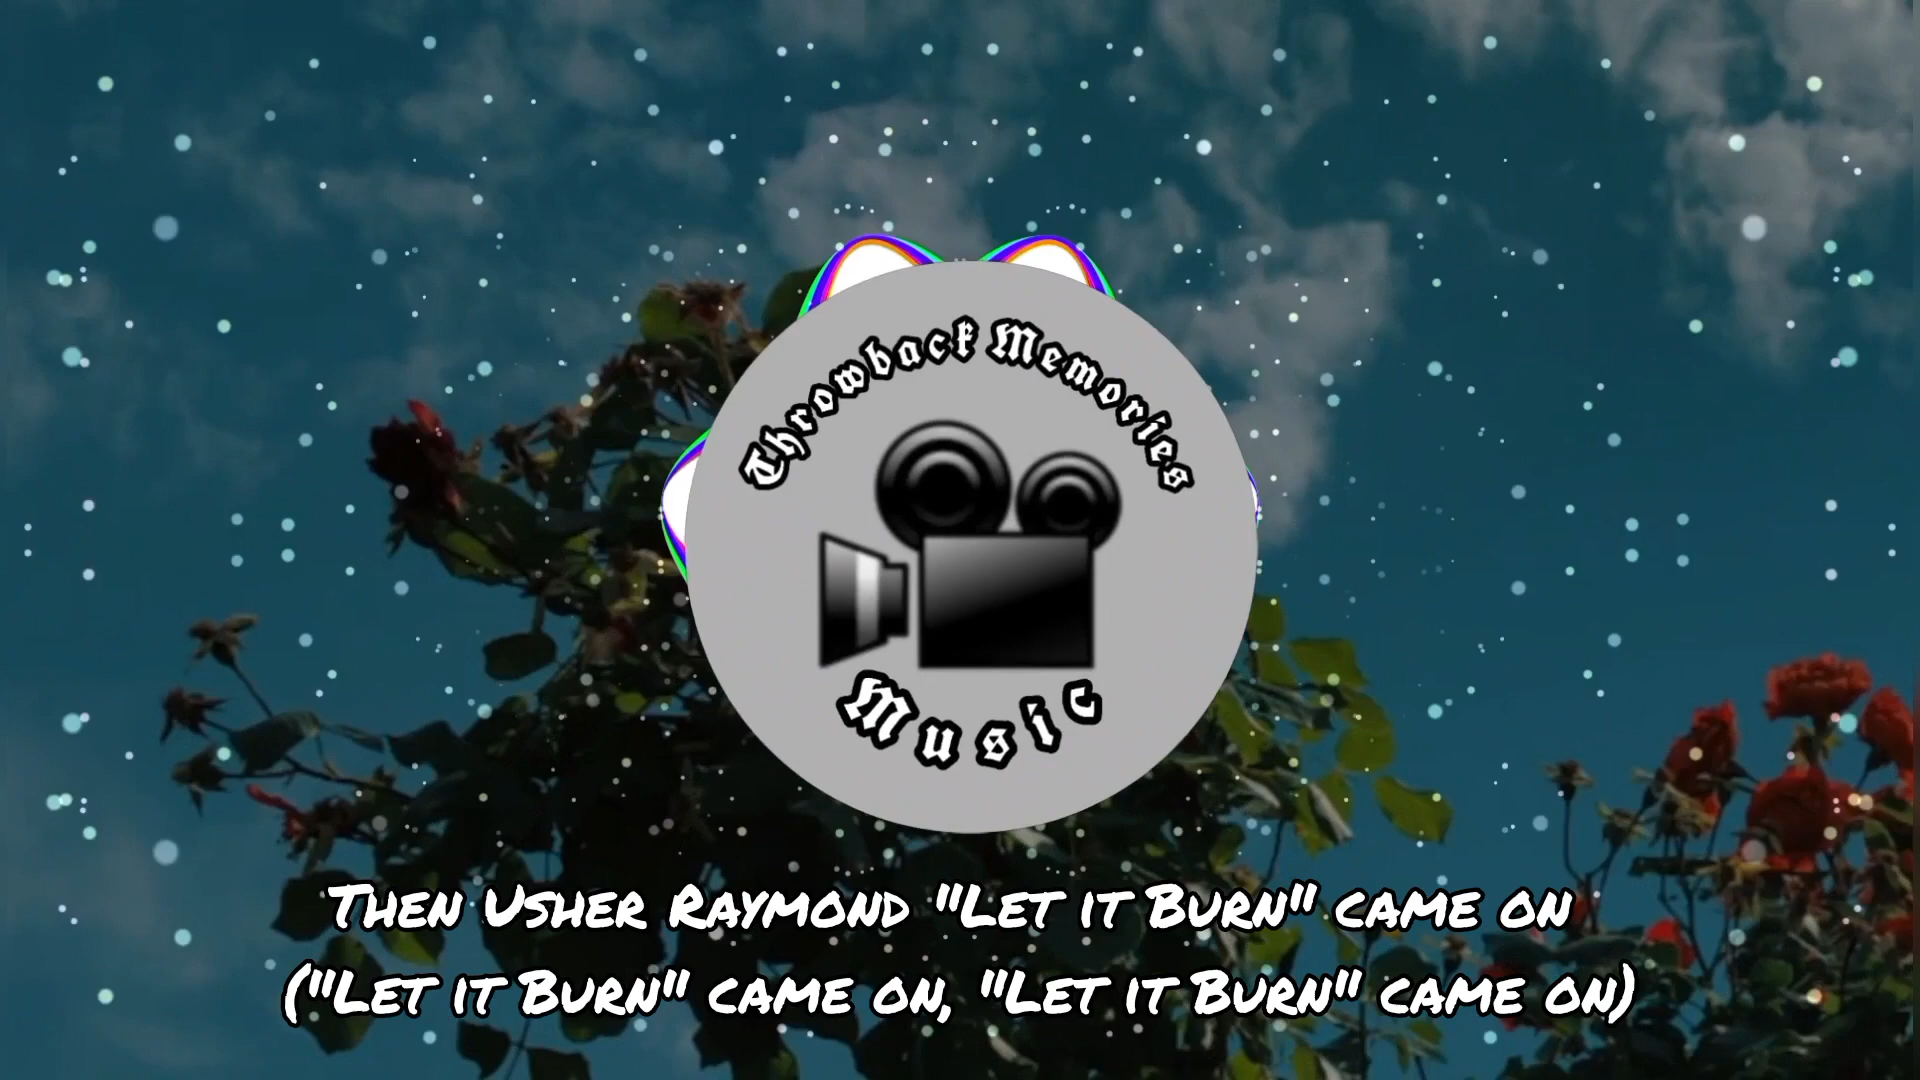 Throwback Memories
Music
Then Usher Raymond "Let it Burn" came on
("Let it Burn" came on, "Let it Burn" came on)